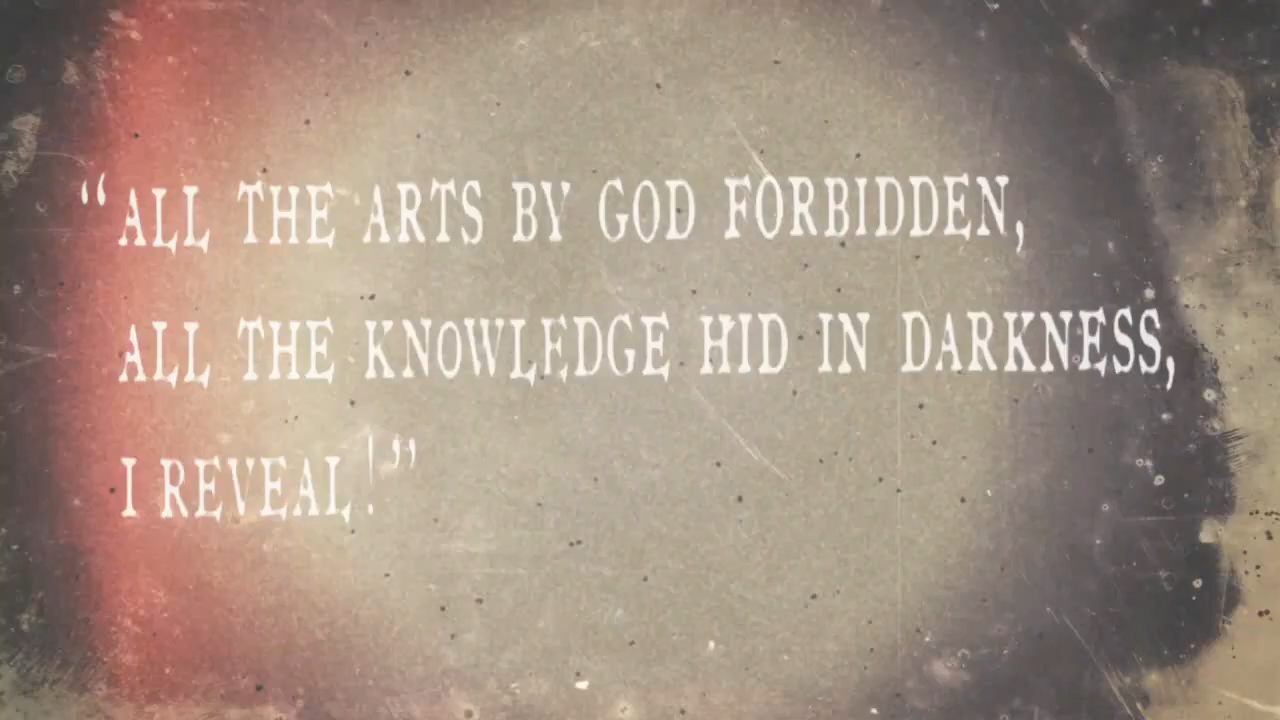 “ALL THE ARTS BY GOD FORBIDDEN,
ALL THE KNOWLEDGE HID IN DARKNESS,
I REVEAL!”